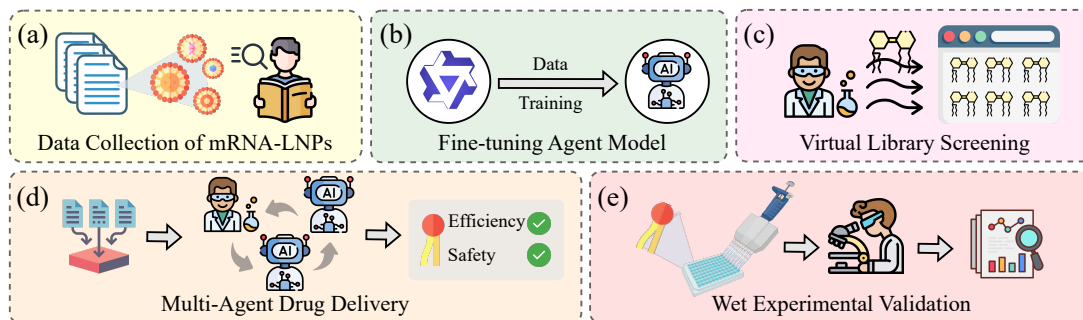 (a)
Data Collection of mRNA-LNPs
(b)
Data
Training
AI
Fine-tuning Agent Model
(c)
Virtual Library Screening
(d)
AI
AI
Efficiency
Safety
Multi-Agent Drug Delivery
(e)
Wet Experimental Validation